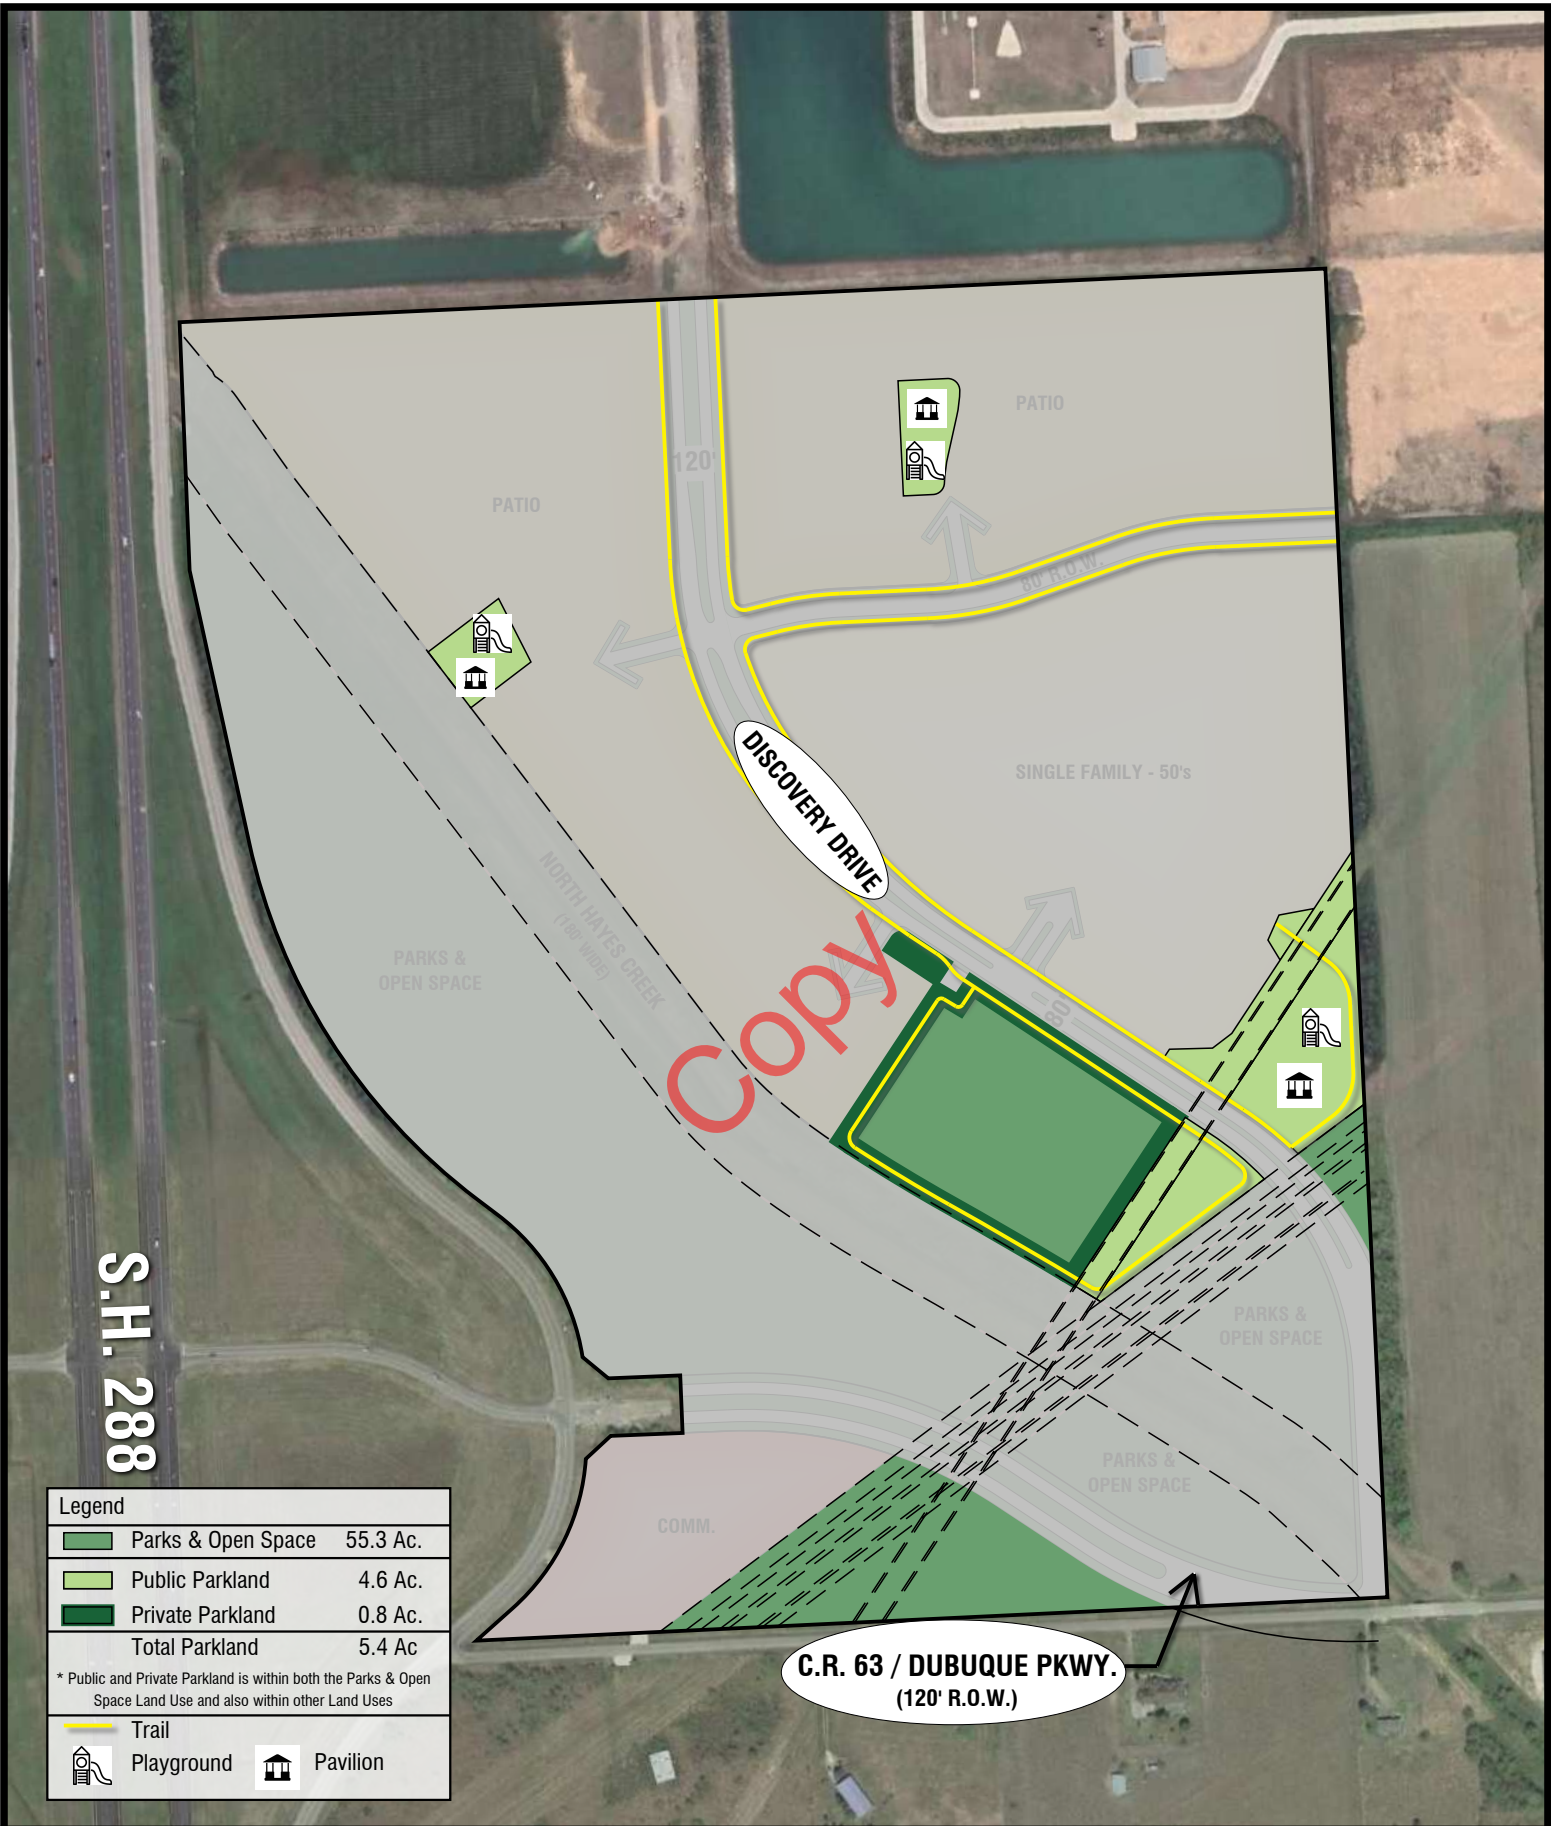 PATIO
120'
PATIO
80' R.O.W.
DISCOVERY DRIVE
SINGLE FAMILY - 50's
NORTH HAYES CREEK
(180' WIDE)
PARKS &
OPEN SPACE
Copy
80'
PARKS &
OPEN SPACE
PARKS &
OPEN SPACE
COMM.
S.H. 288
C.R. 63 / DUBUQUE PKWY.
(120' R.O.W.)
Legend
Parks & Open Space 55.3 Ac.
Public Parkland 4.6 Ac.
Private Parkland 0.8 Ac.
Total Parkland 5.4 Ac
* Public and Private Parkland is within both the Parks & Open
Space Land Use and also within other Land Uses
Trail
Playground Pavilion